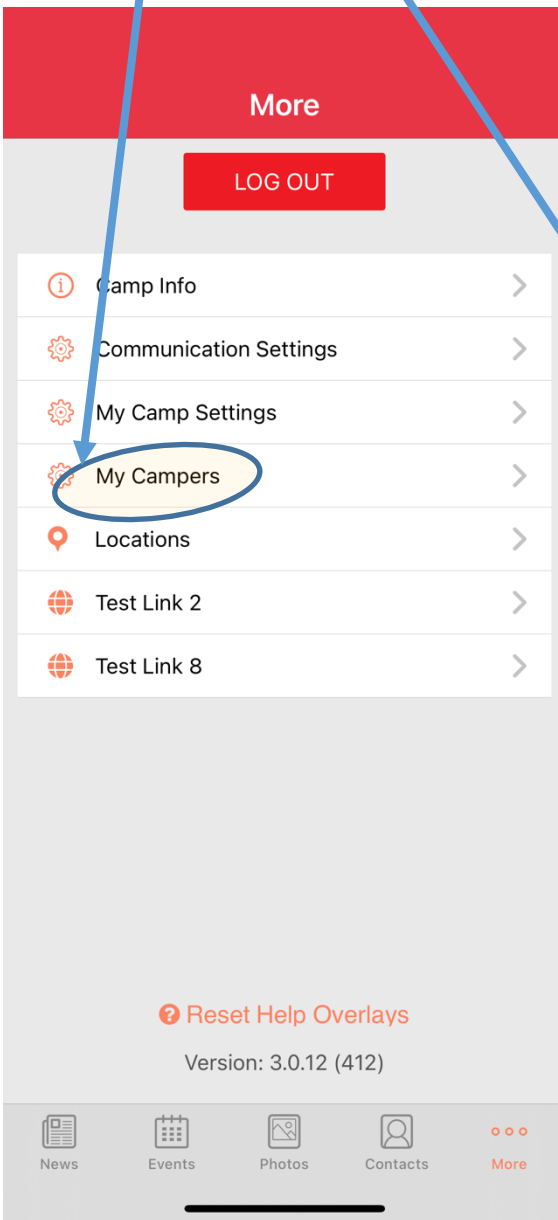 More
LOG OUT
Camp Info
Communication Settings
My Camp Settings
My Campers
Locations
Test Link 2
Test Link 8
Reset Help Overlays
Version: 3.0.12 (412)
News Events Photos Contacts More